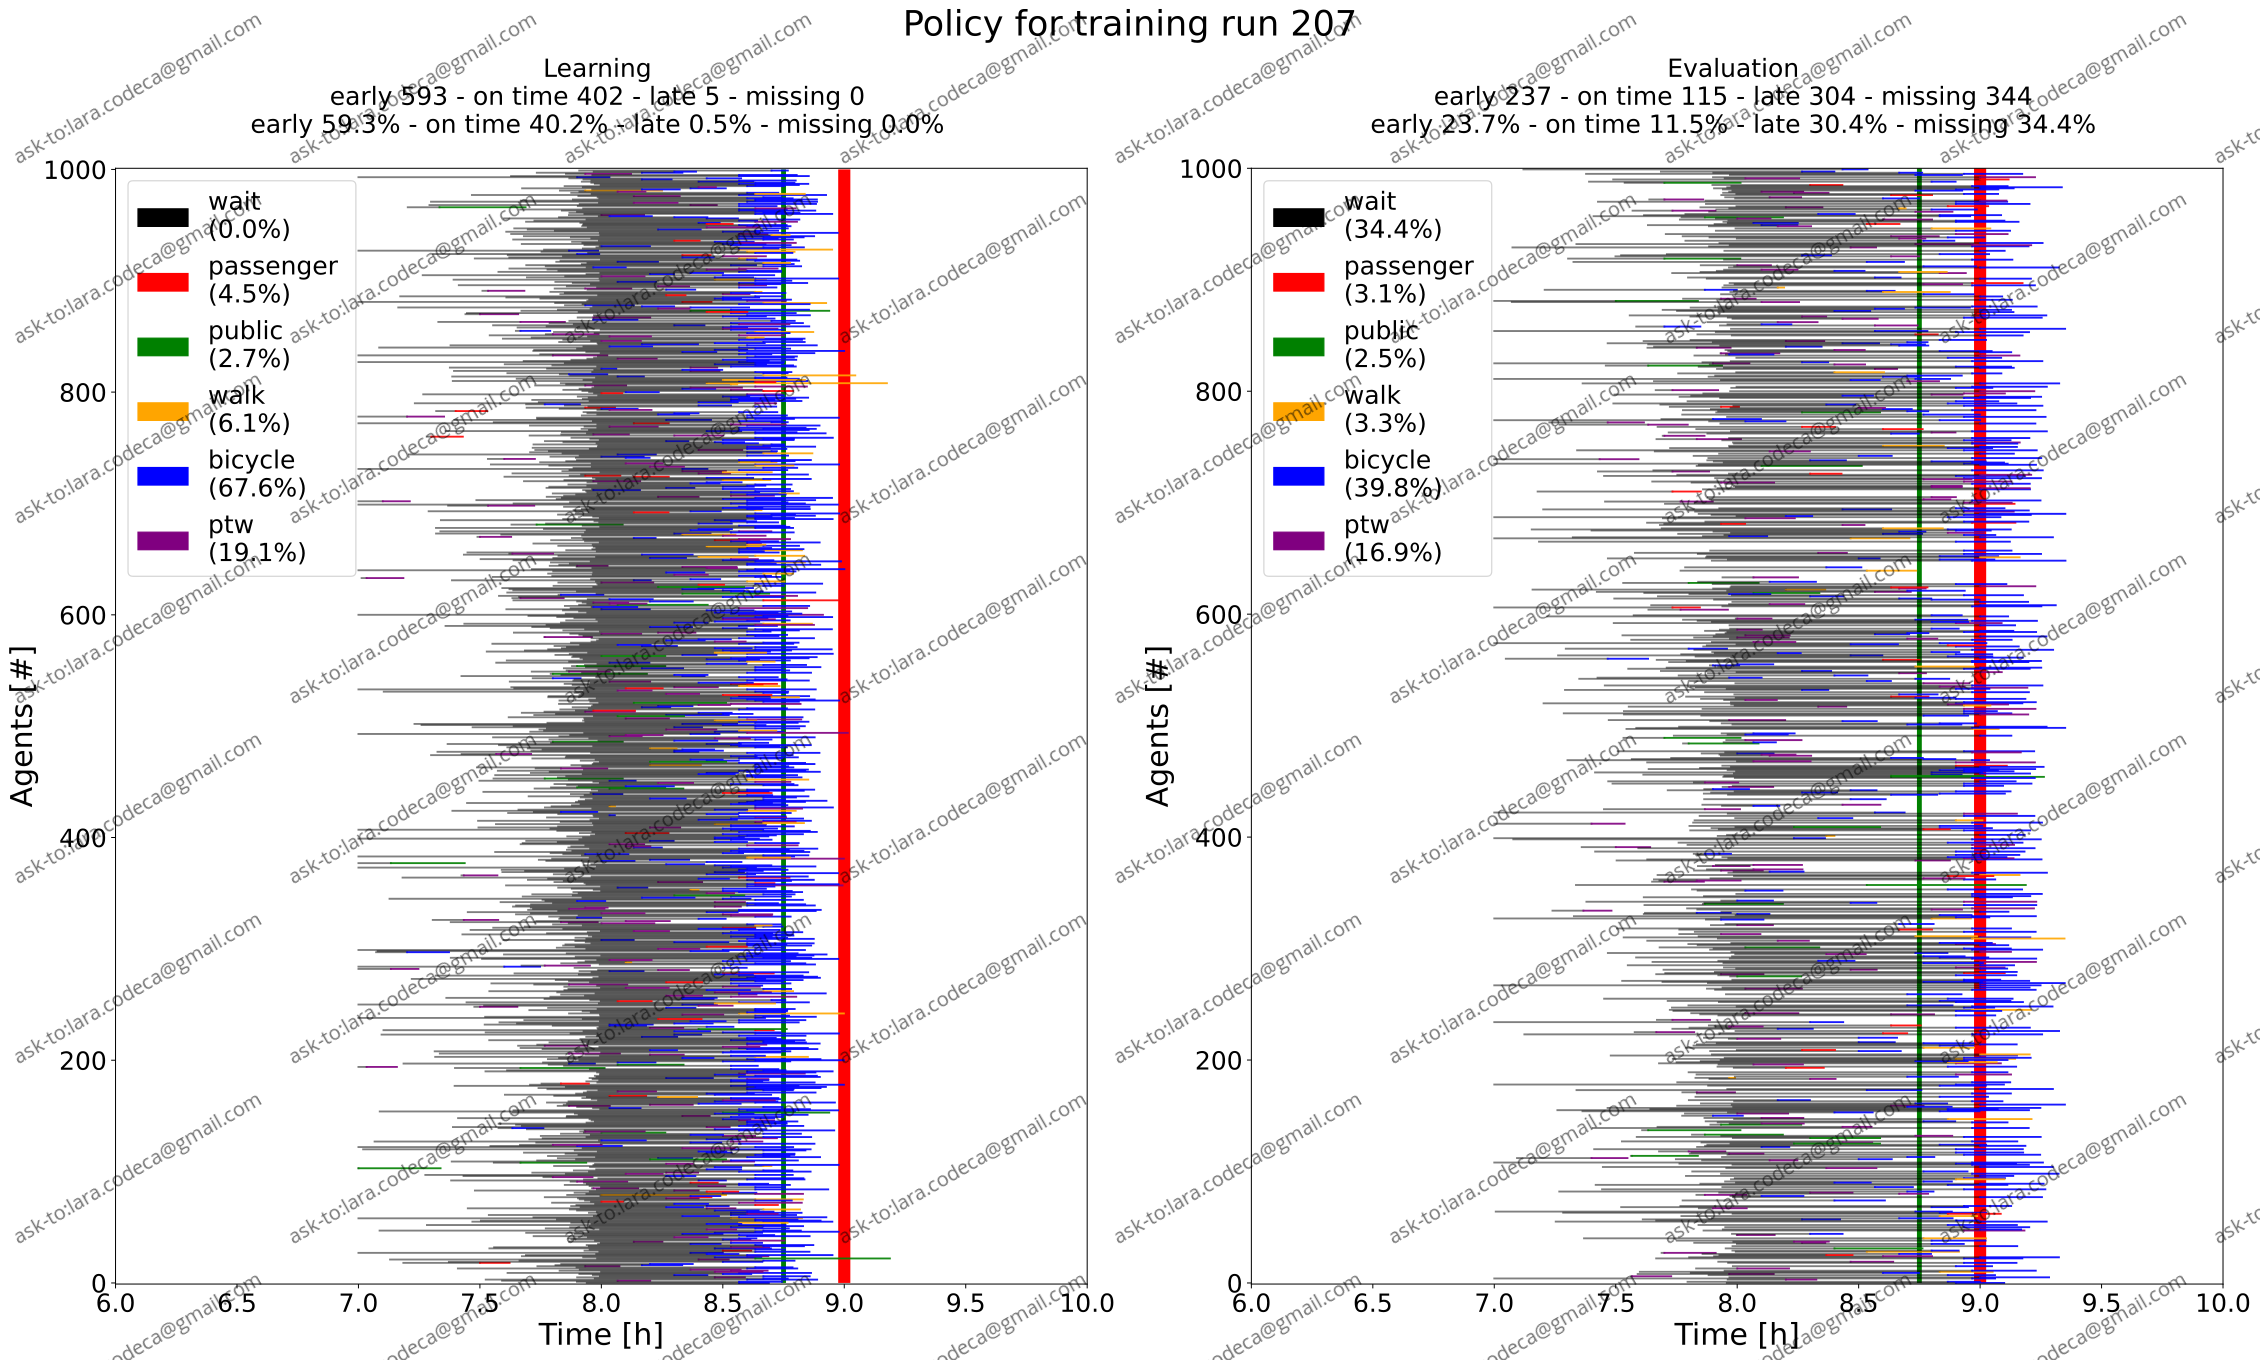 Policy for training run 207
Learning
early 593 - on time 402 - late 5 - missing 0
early 59.3% - on time 40.2% - late 0.5% - missing 0.0%
1000
800
600
400
200
0
Agents [#]
wait
(0.0%)
passenger
(4.5%)
public
(2.7%)
walk
(6.1%)
bicycle
(67.6%)
ptw
(19.1%)
6.0 6.5 7.0 7.5 8.0 8.5 9.0 9.5 10.0
Time [h]
Evaluation
early 237 - on time 115 - late 304 - missing 344
early 23.7% - on time 11.5% - late 30.4% - missing 34.4%
1000
800
600
400
200
0
Agents [#]
wait
(34.4%)
passenger
(3.1%)
public
(2.5%)
walk
(3.3%)
bicycle
(39.8%)
ptw
(16.9%)
6.0 6.5 7.0 7.5 8.0 8.5 9.0 9.5 10.0
Time [h]
ask-to:lara.codeca@gmail.com